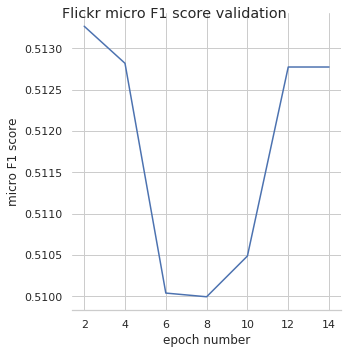 Flickr micro F1 score validation
0.5130
0.5125
0.5120
0.5115
0.5110
0.5105
0.5100
micro F1 score
2 4 6 8 10 12 14
epoch number